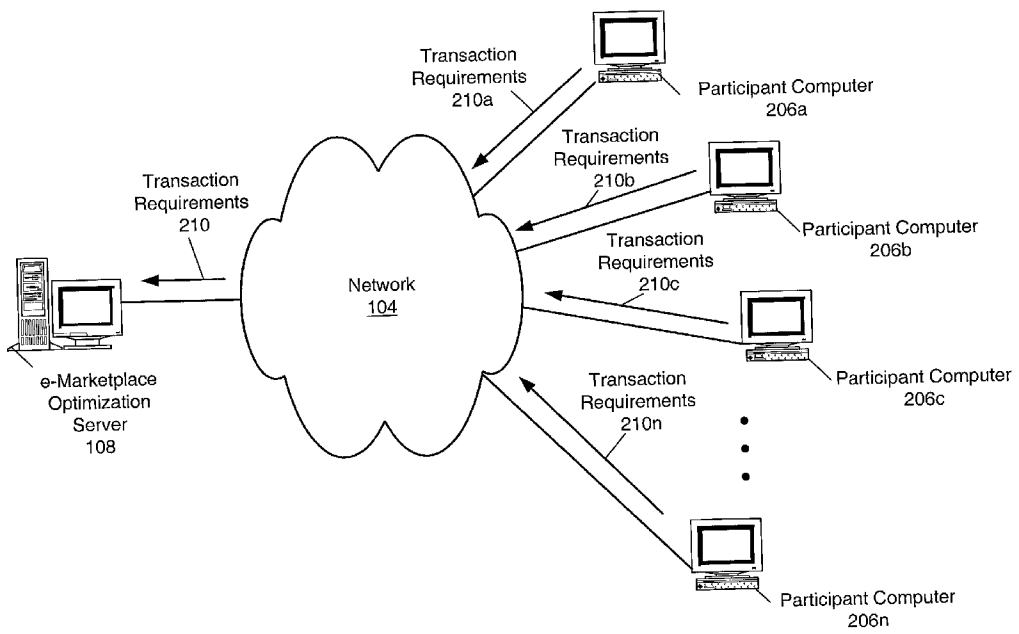 Transaction
Requirements
210a
Participant Computer
206a
Transaction
Requirements
210b
Participant Computer
206b
Transaction
Requirements
210
Transaction
Requirements
210c
Network
104
Participant Computer
206c
e-Marketplace
Optimization
Server
108
Transaction
Requirements
210n
Participant Computer
206n